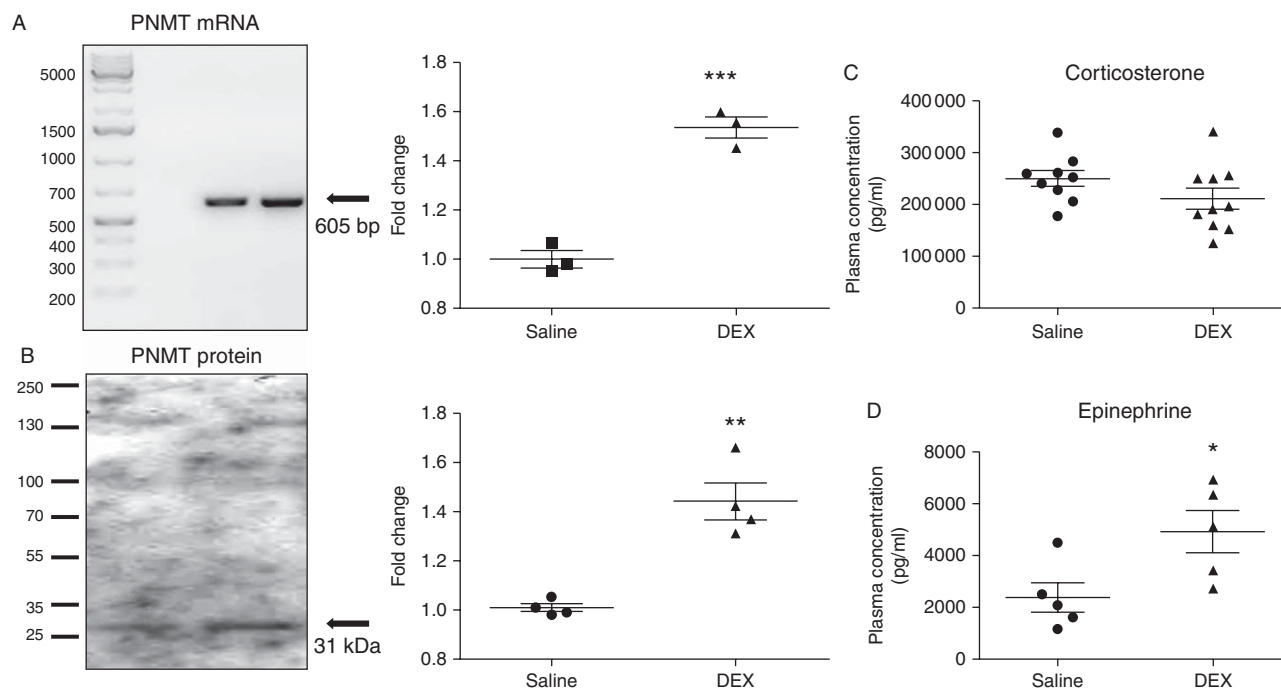 A
PNMT mRNA
5000
1500
1000
700
500
400
300
200
605 bp
Fold change
1.8
1.6
1.4
1.2
1.0
0.8
***
Saline
DEX
B
PNMT protein
250
130
100
70
55
35
25
31 kDa
Fold change
1.8
1.6
1.4
1.2
1.0
0.8
**
Saline
DEX
C
Corticosterone
Plasma concentration
(pg/ml)
400 000
300 000
200 000
100 000
0
Saline
DEX
D
Epinephrine
Plasma concentration
(pg/ml)
8000
6000
4000
2000
0
*
Saline
DEX